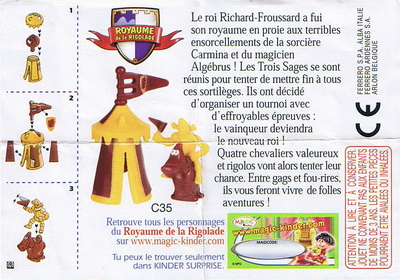 1
2
3
ROYAUME
de la RIGOLADE
Le roi Richard-Froussard a fui
son royaume en proie aux terribles
ensorcellements de la sorcière
Carmina et du magicien
Algébrus ! Les Trois Sages se sont
réunis pour tenter de mettre fin à tous
ces sortilèges. Ils ont décidé
d'organiser un tournoi avec
d'effroyables épreuves :
le vainqueur deviendra
le nouveau roi !
Quatre chevaliers valeureux
et rigolos vont alors tenter leur
chance. Entre gags et fou-rires,
ils vous feront vivre de folles
aventures !
C35
Retrouve tous les personnages
du Royaume de la Rigolade
sur www.magic-kinder.com
Tu peux le trouver seulement
dans KINDER SURPRISE.
www.magic-kinder.com
MAGICODE
FERRERO S.P.A. ALBA ITALIE
FERRERO ARDENNES S.A.
ARLON BELGIQUE
CE
ATTENTION, À LIRE ET À CONSERVER
JOUET NE CONVENANT PAS AUX ENFANTS
DE MOINS DE 3 ANS. LES PETITES PIÈCES
POURRAIENT ÊTRE AVALÉES OU INHALÉES.